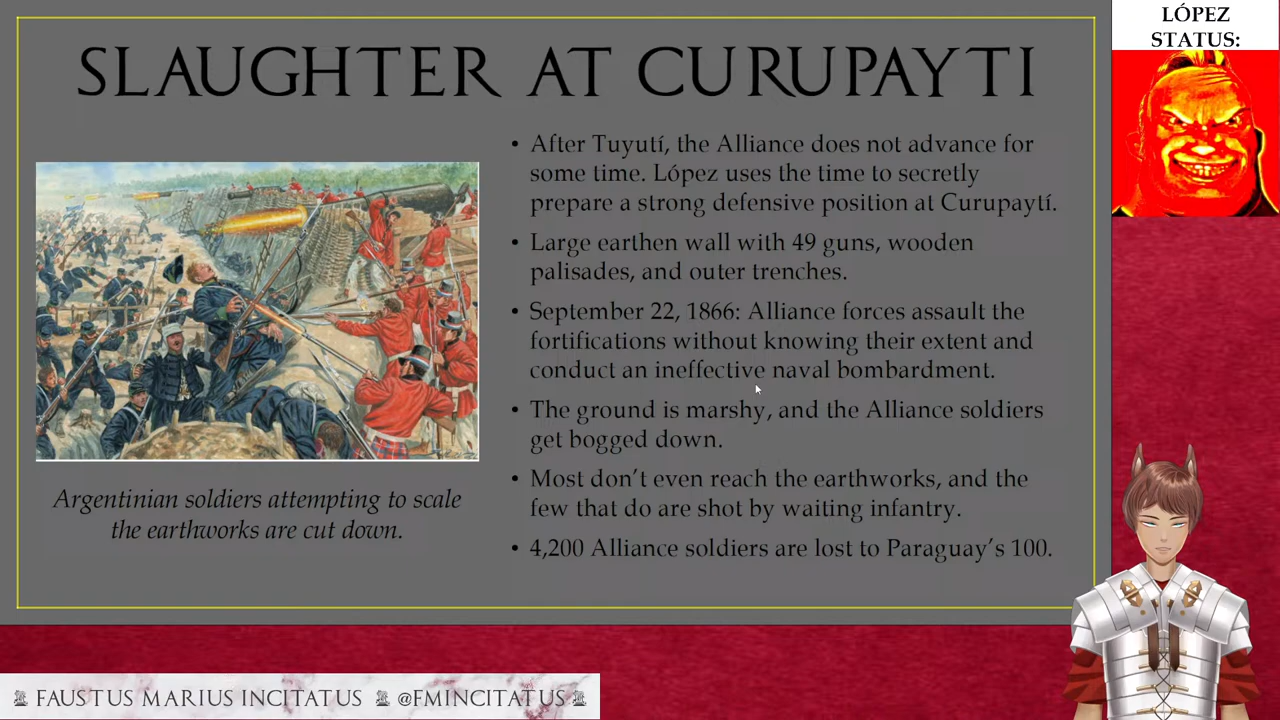 SLAUGHTER AT CURUPAYTI
LÓPEZ
STATUS:
• After Tuyutí, the Alliance does not advance for
some time. López uses the time to secretly
prepare a strong defensive position at Curupaytí.
• Large earthen wall with 49 guns, wooden
palisades, and outer trenches.
• September 22, 1866: Alliance forces assault the
fortifications without knowing their extent and
conduct an ineffective naval bombardment.
• The ground is marshy, and the Alliance soldiers
get bogged down.
• Most don't even reach the earthworks, and the
few that do are shot by waiting infantry.
• 4,200 Alliance soldiers are lost to Paraguay's 100.
Argentinian soldiers attempting to scale
the earthworks are cut down.
FAUSTUS MARIUS INCITATUS @FMINCITATUS